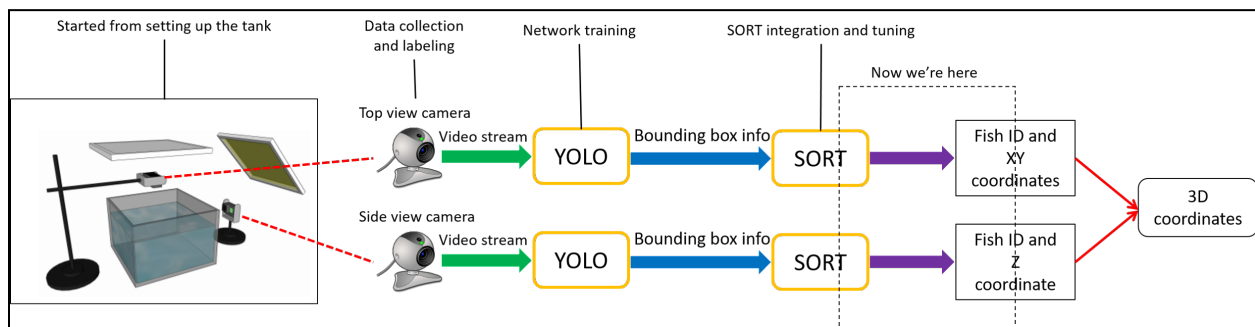 Started from setting up the tank
Data collection
and labeling
Network training
SORT integration and tuning
Now we're here
Top view camera
Video stream
YOLO
Bounding box info
SORT
Fish ID and
XY
coordinates
3D
coordinates
Side view camera
Video stream
YOLO
Bounding box info
SORT
Fish ID and
Z
coordinate